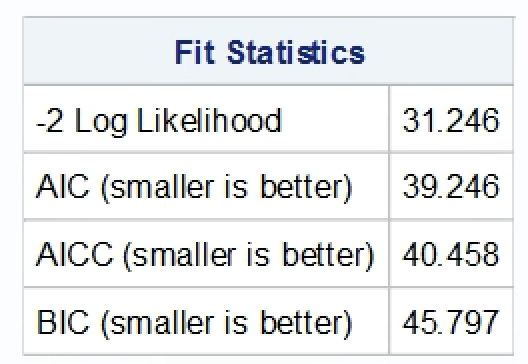 Fit Statistics
-2 Log Likelihood 31.246
AIC (smaller is better) 39.246
AICC (smaller is better) 40.458
BIC (smaller is better) 45.797